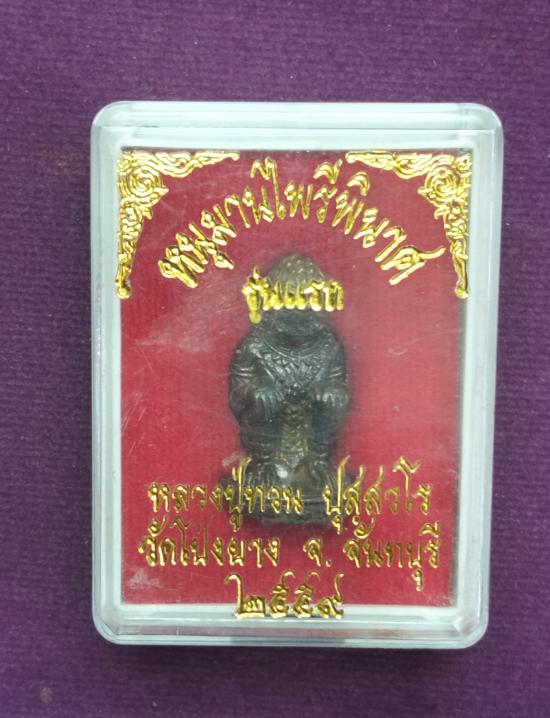 หนุมานไพรีพินาศ
รุ่นแรก
หลวงปู่ทวน ปุสสวโร
วัดโป่งยาง จ. จันทบุรี
๒๕๕๙